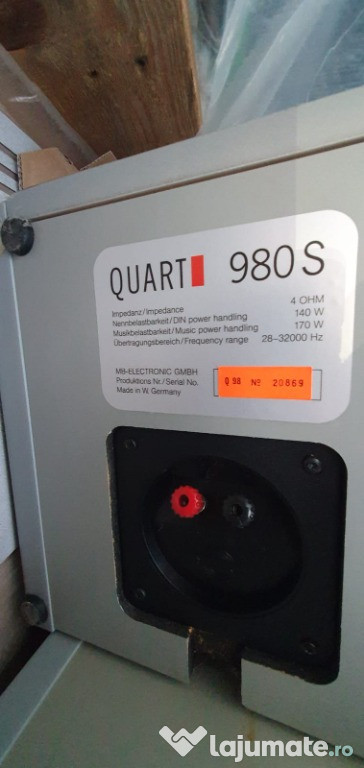 QUART 980 S
Impedanz/Impedance 4 OHM
Nennbelastbarkeit/DIN power handling 140 W
Musikbelastbarkeit/Music power handling 170 W
Übertragungsbereich/Frequency range 28-32000 Hz
MB-ELECTRONIC GMBH
Produktions Nr./Serial No. Q 98 No 20869
Made in W. Germany
lajumate.ro